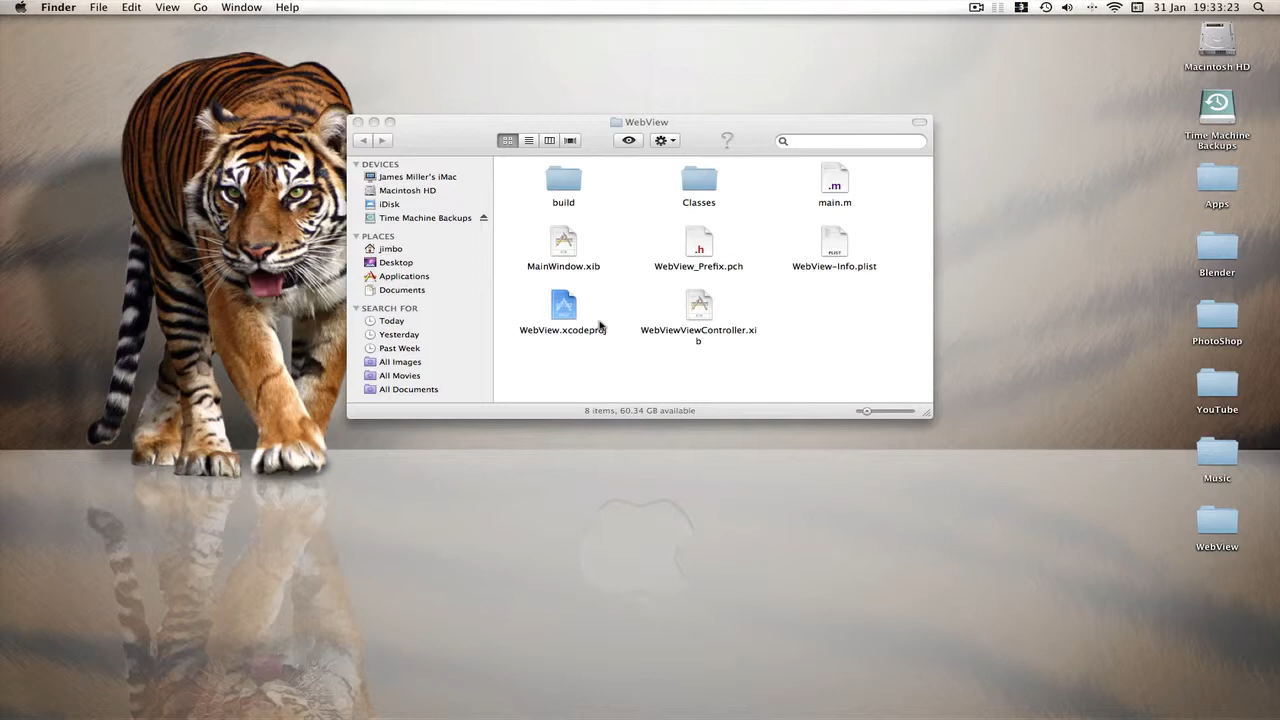 Finder File Edit View Go Window Help
3 31 Jan 19:33:23
Macintosh HD
Time Machine
Backups
Apps
Blender
PhotoShop
YouTube
Music
WebView
WebView
DEVICES
James Miller's iMac
Macintosh HD
iDisk
Time Machine Backups
PLACES
jimbo
Desktop
Applications
Documents
SEARCH FOR
Today
Yesterday
Past Week
All Images
All Movies
All Documents
build
Classes
.m
main.m
MainWindow.xib
.h
WebView_Prefix.pch
PLIST
WebView-Info.plist
WebView.xcodeproj
WebViewViewController.xi
b
8 items, 60.34 GB available